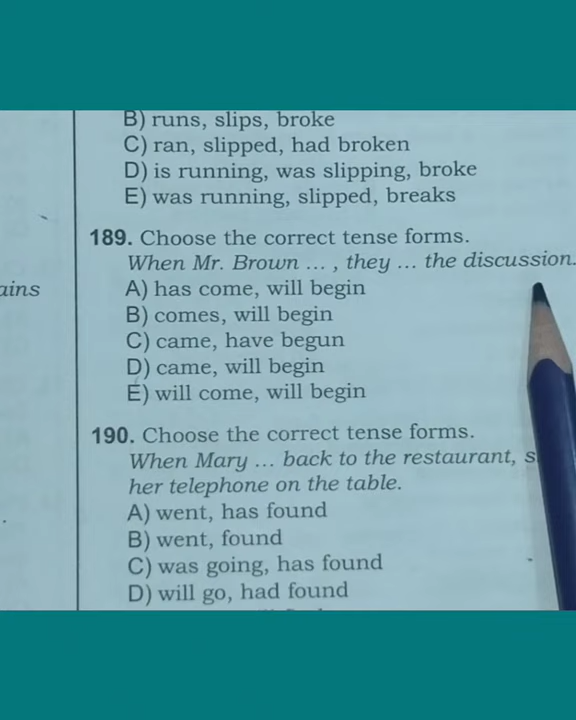 B) runs, slips, broke
C) ran, slipped, had broken
D) is running, was slipping, broke
E) was running, slipped, breaks
189. Choose the correct tense forms.
When Mr. Brown ... , they ... the discussion.
A) has come, will begin
B) comes, will begin
C) came, have begun
D) came, will begin
E) will come, will begin
190. Choose the correct tense forms.
When Mary ... back to the restaurant,
her telephone on the table.
A) went, has found
B) went, found
C) was going, has found
D) will go, had found